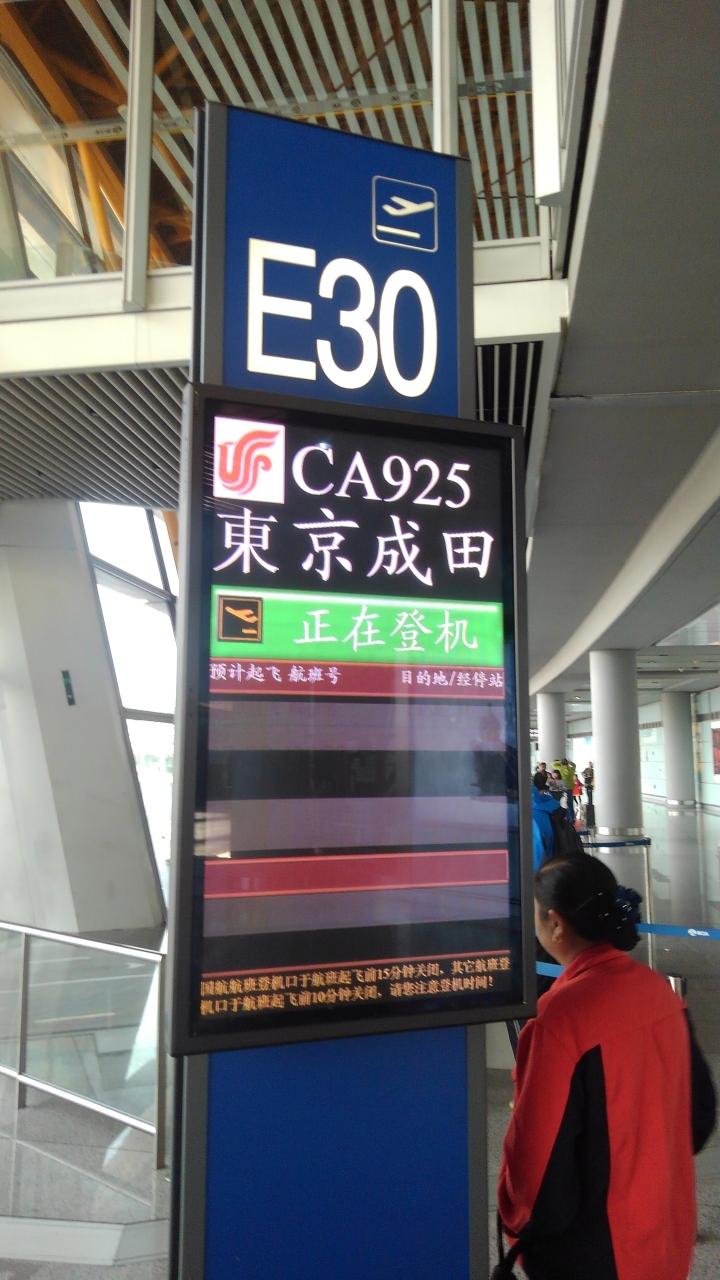 E30
CA925
東京成田
正在登机
预计起飞 航班号 目的地/经停站
国航航班登机口于航班起飞前15分钟关闭，其它航班登
机口于航班起飞前10分钟关闭，请您注意登机时间！